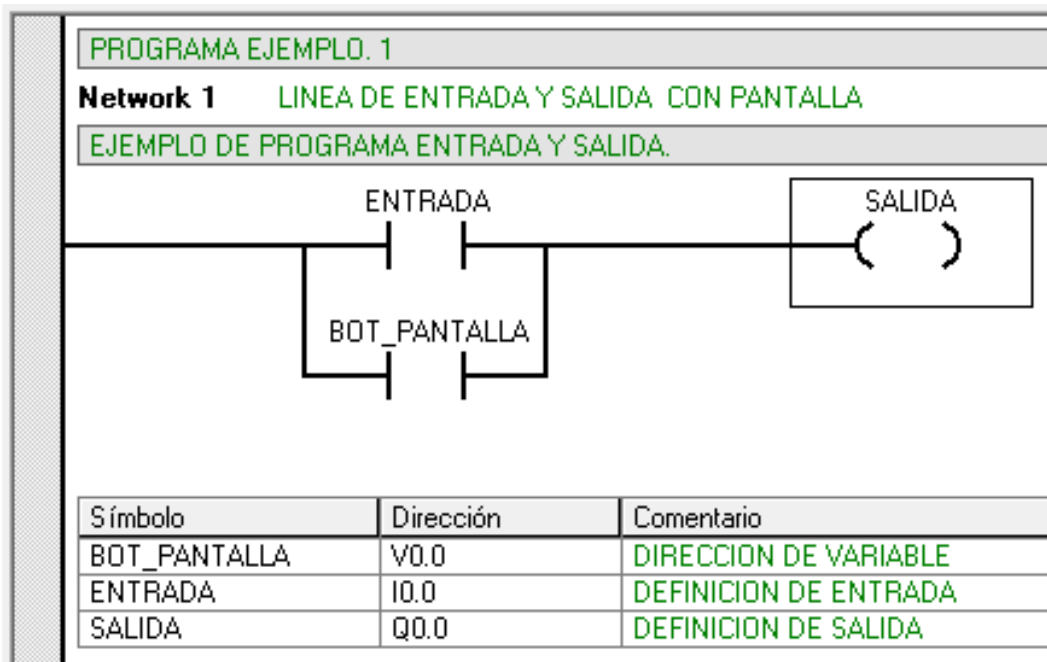 PROGRAMA EJEMPLO. 1
Network 1 LINEA DE ENTRADA Y SALIDA CON PANTALLA
EJEMPLO DE PROGRAMA ENTRADA Y SALIDA.
ENTRADA SALIDA
BOT_PANTALLA
Símbolo Dirección Comentario
BOT_PANTALLA V0.0 DIRECCION DE VARIABLE
ENTRADA I0.0 DEFINICION DE ENTRADA
SALIDA Q0.0 DEFINICION DE SALIDA